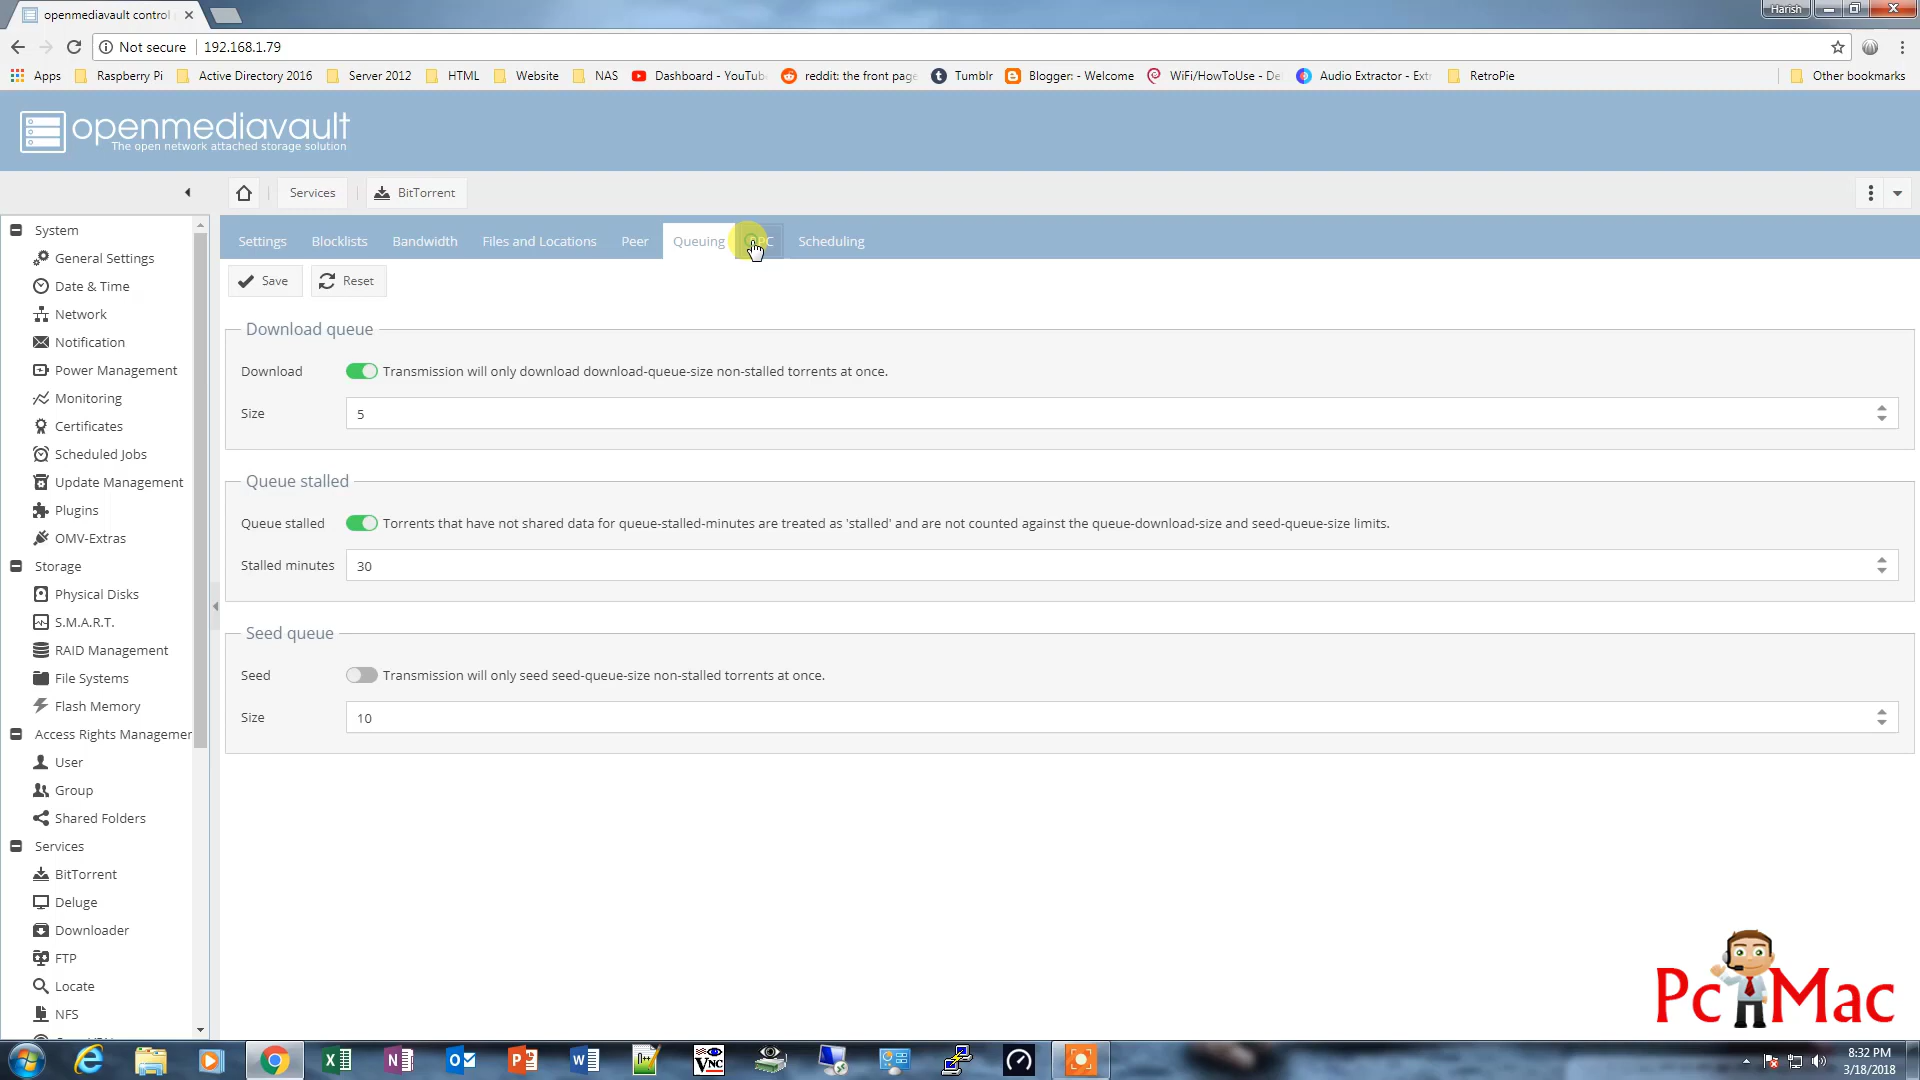 openmediavault control
Harish
Not secure
192.168.1.79
Apps
Raspberry Pi
Active Directory 2016
Server 2012
HTML
Website
NAS
Dashboard - YouTub
reddit: the front page
Tumblr
Blogger: - Welcome
WiFi/HowToUse - De
Audio Extractor - Ext
RetroPie
Other bookmarks
openmediavault
The open network attached storage solution
Services
BitTorrent
System
General Settings
Date & Time
Network
Notification
Power Management
Monitoring
Certificates
Scheduled Jobs
Update Management
Plugins
OMV-Extras
Storage
Physical Disks
S.M.A.R.T.
RAID Management
File Systems
Flash Memory
Access Rights Managemer
User
Group
Shared Folders
Services
BitTorrent
Deluge
Downloader
FTP
Locate
NFS
Settings
Blocklists
Bandwidth
Files and Locations
Peer
Queuing
Scheduling
Save
Reset
Download queue
Download
Transmission will only download download-queue-size non-stalled torrents at once.
Size
5
Queue stalled
Queue stalled
Torrents that have not shared data for queue-stalled-minutes are treated as 'stalled' and are not counted against the queue-download-size and seed-queue-size limits.
Stalled minutes
30
Seed queue
Seed
Transmission will only seed seed-queue-size non-stalled torrents at once.
Size
10
Pc Mac
8:32 PM
3/18/2018